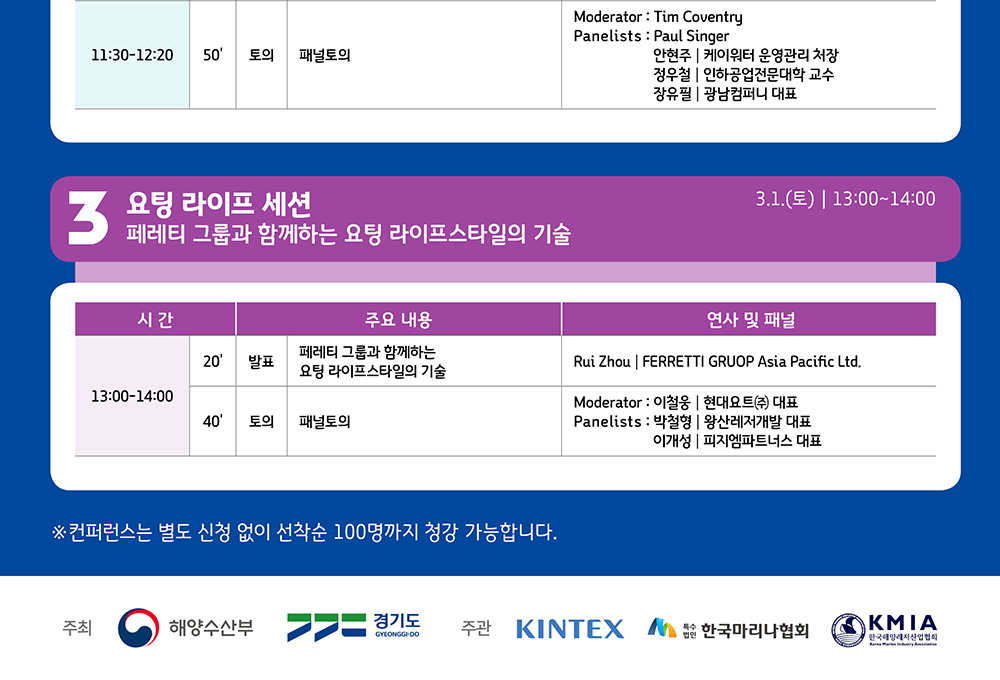 11:30-12:20
50'
토의
패널토의
Moderator : Tim Coventry
Panelists : Paul Singer
안현주 | 케이워터 운영관리 처장
정우철 | 인하공업전문대학 교수
장유필 | 광남컴퍼니 대표
3
요팅 라이프 세션
3.1.(토) | 13:00~14:00
페레티 그룹과 함께하는 요팅 라이프스타일의 기술
시 간
주요 내용
연사 및 패널
13:00-14:00
20'
발표
페레티 그룹과 함께하는
요팅 라이프스타일의 기술
Rui Zhou | FERRETTI GRUOP Asia Pacific Ltd.
40'
토의
패널토의
Moderator : 이철웅 | 현대요트㈜ 대표
Panelists : 박철형 | 왕산레저개발 대표
이개성 | 피지엠파트너스 대표
※컨퍼런스는 별도 신청 없이 선착순 100명까지 청강 가능합니다.
주최
해양수산부
경기도
GYEONGGI-DO
주관
KINTEX
특수
법인
한국마리나협회
KMIA
한국해양레저산업협회
Korea Marine Industry Association